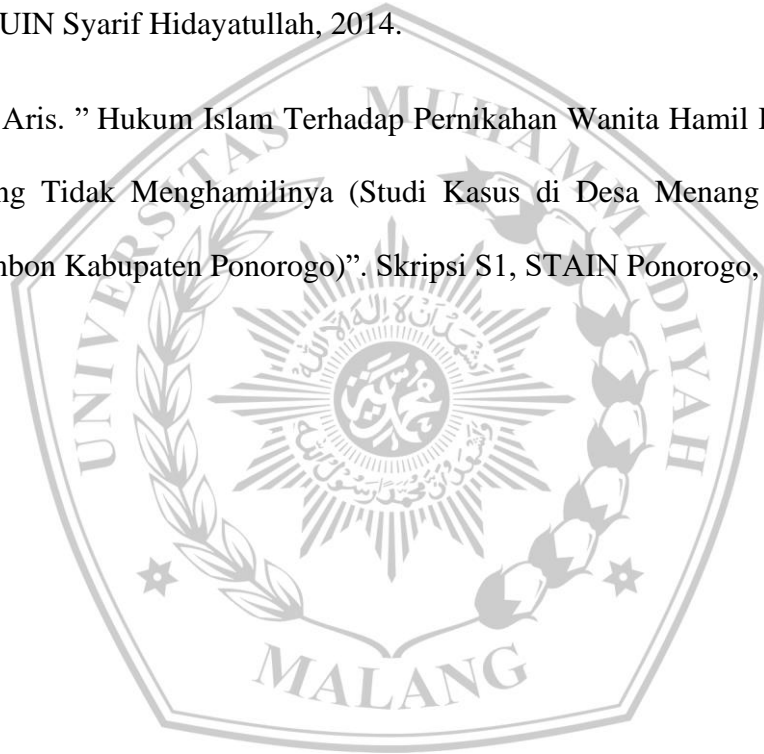 UIN Syarif Hidayatullah, 2014.
Aris. ” Hukum Islam Terhadap Pernikahan Wanita Hamil
ng Tidak Menghamilinya (Studi Kasus di Desa Menang
nbon Kabupaten Ponorogo)”. Skripsi S1, STAIN Ponorogo,
UNIVERSITAS MUHAMMADIYAH
MALANG